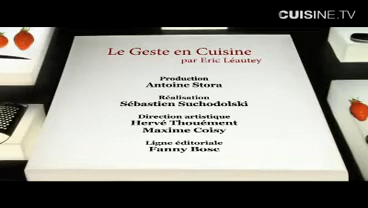 CUISINE.TV
Le Geste en Cuisine
par Eric Léautey
Production
Antoine Stora
Réalisation
Sébastien Suchodolski
Direction artistique
Hervé Thouément
Maxime Coisy
Ligne éditoriale
Fanny Bosc